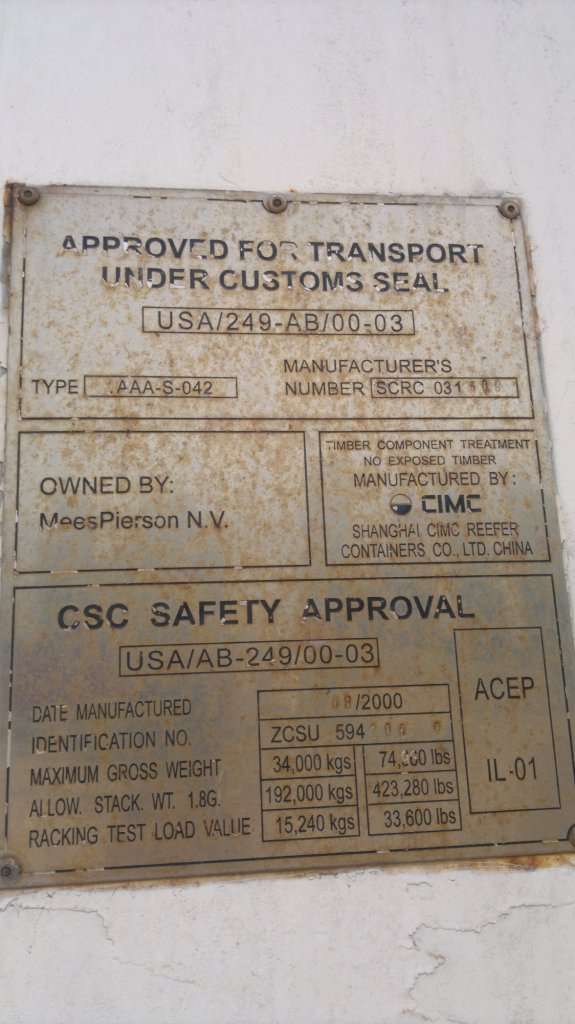 APPROVED FOR TRANSPORT
UNDER CUSTOMS SEAL
USA/249-AB/00-03
TYPE AAA-S-042
MANUFACTURER'S
NUMBER SCRC
OWNED BY:
MeesPierson N.V.
TIMBER COMPONENT TREATMENT
NO EXPOSED TIMBER
MANUFACTURED BY:
CIMC
SHANGHAI CIMC REEFER
CONTAINERS CO., LTD. CHINA
CSC SAFETY APPROVAL
USA/AB-249/00-03
DATE MANUFACTURED /2000
IDENTIFICATION NO. ZCSU
MAXIMUM GROSS WEIGHT 34,000 kgs lbs
ALLOW. STACK. WT. 1.8G. 192,000 kgs 423,280 lbs
RACKING TEST LOAD VALUE 15,240 kgs 33,600 lbs
ACEP
IL-01